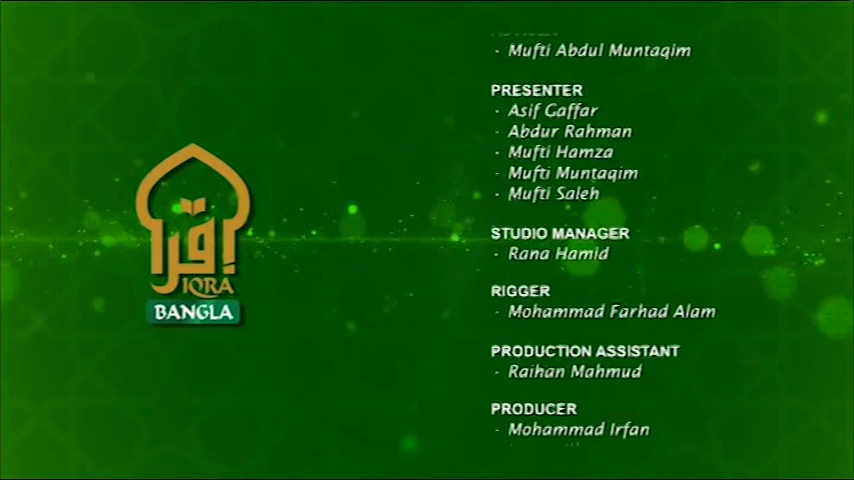 Mufti Abdul Muntaqim
PRESENTER
- Asif Gaffar
- Abdur Rahman
- Mufti Hamza
- Mufti Muntaqim
- Mufti Saleh
STUDIO MANAGER
- Rana Hamid
RIGGER
- Mohammad Farhad Alam
PRODUCTION ASSISTANT
- Raihan Mahmud
PRODUCER
- Mohammad Irfan
اقرأ
IQRA
BANGLA